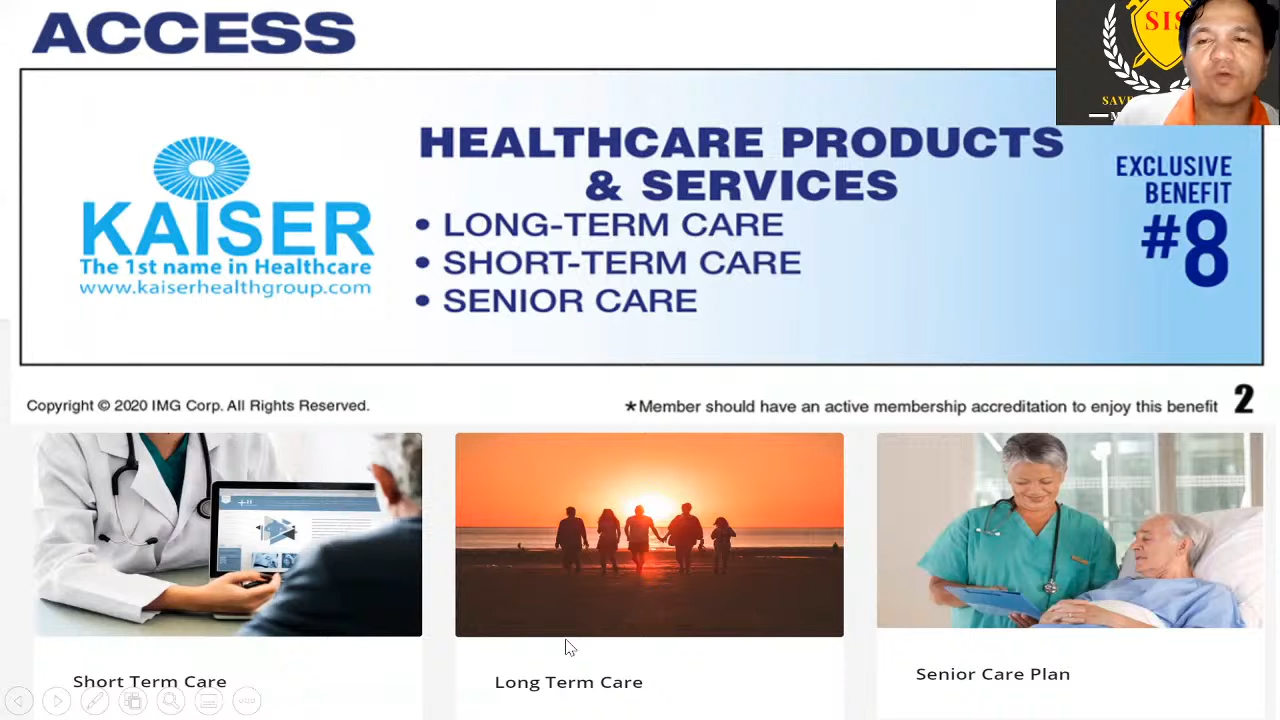 ACCESS
SIS
KAISER
The 1st name in Healthcare
www.kaiserhealthgroup.com
HEALTHCARE PRODUCTS
& SERVICES
• LONG-TERM CARE
• SHORT-TERM CARE
• SENIOR CARE
EXCLUSIVE
BENEFIT
#8
Copyright © 2020 IMG Corp. All Rights Reserved.
*Member should have an active membership accreditation to enjoy this benefit
2
Short Term Care
Long Term Care
Senior Care Plan